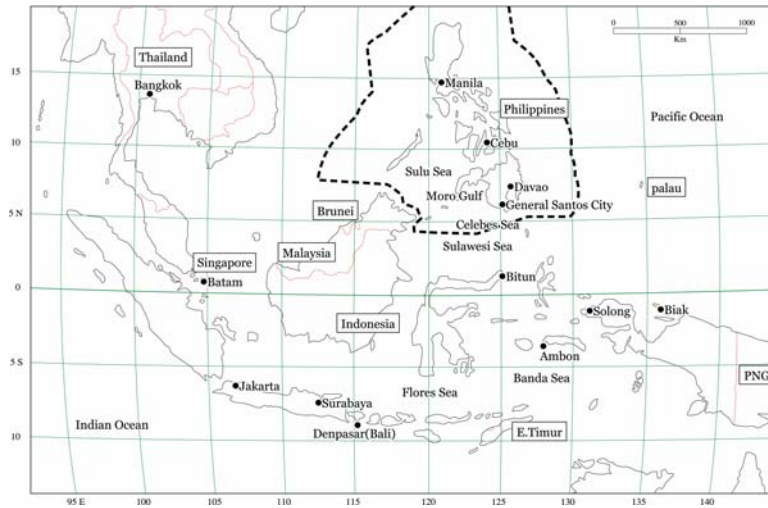 0 500 1000
Km
Thailand
Bangkok
15
Manila
Philippines
Pacific Ocean
10
Cebu
Sulu Sea
Moro Gulf
Davao
palau
General Santos City
Brunei
5 N
Celebes Sea
Sulawesi Sea
Malaysia
Singapore
Batam
Bitun
0
Solong
Biak
Indonesia
Ambon
5 S
PNG
Banda Sea
Jakarta
Flores Sea
Surabaya
Indian Ocean
Denpasar(Bali)
E.Timur
10
95 E 100 105 110 115 120 125 130 135 140